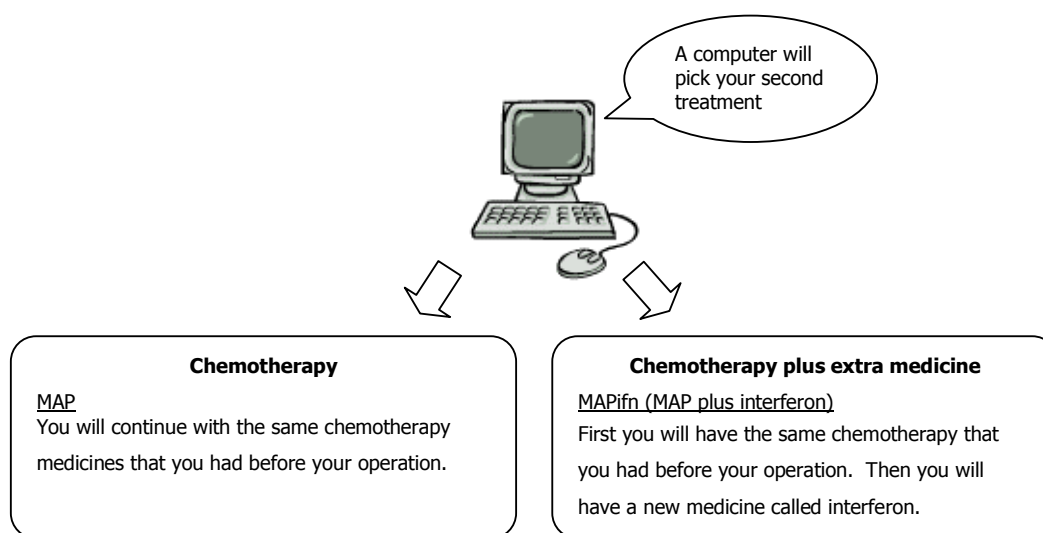 A computer will
pick your second
treatment
Chemotherapy
MAP
You will continue with the same chemotherapy
medicines that you had before your operation.
Chemotherapy plus extra medicine
MAPifn (MAP plus interferon)
First you will have the same chemotherapy that
you had before your operation.  Then you will
have a new medicine called interferon.